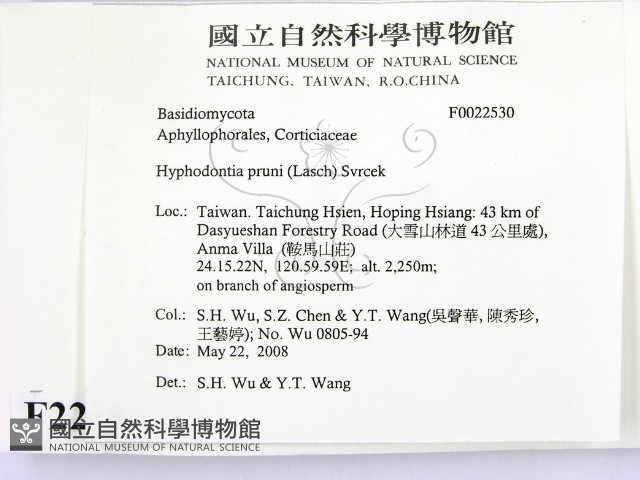 國立自然科學博物館
NATIONAL MUSEUM OF NATURAL SCIENCE
TAICHUNG, TAIWAN, R.O.CHINA
Basidiomycota F0022530
Aphyllophorales, Corticiaceae
Hyphodontia pruni (Lasch) Svrcek
Loc.: Taiwan. Taichung Hsien, Hoping Hsiang: 43 km of
Dasyueshan Forestry Road (大雪山林道 43 公里處),
Anma Villa (鞍馬山莊)
24.15.22N, 120.59.59E; alt. 2,250m;
on branch of angiosperm
Col.: S.H. Wu, S.Z. Chen & Y.T. Wang(吳聲華, 陳秀珍,
王藝婷); No. Wu 0805-94
Date: May 22, 2008
Det.: S.H. Wu & Y.T. Wang
F22
國立自然科學博物館
NATIONAL MUSEUM OF NATURAL SCIENCE